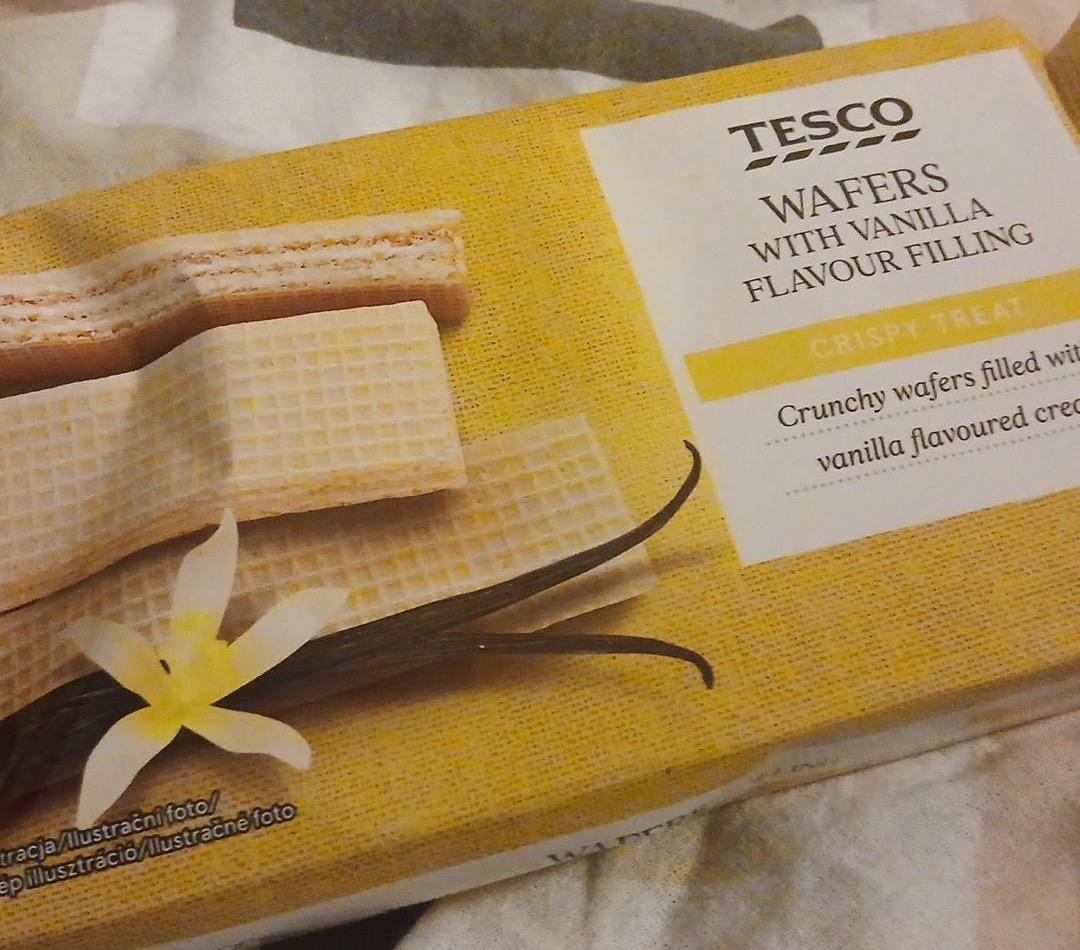 TESCO
WAFERS
WITH VANILLA
FLAVOUR FILLING
CRISPY TREAT
Crunchy wafers filled wit
vanilla flavoured crea
tracja/Ilustrační foto/
ép illusztráció/Ilustračné foto